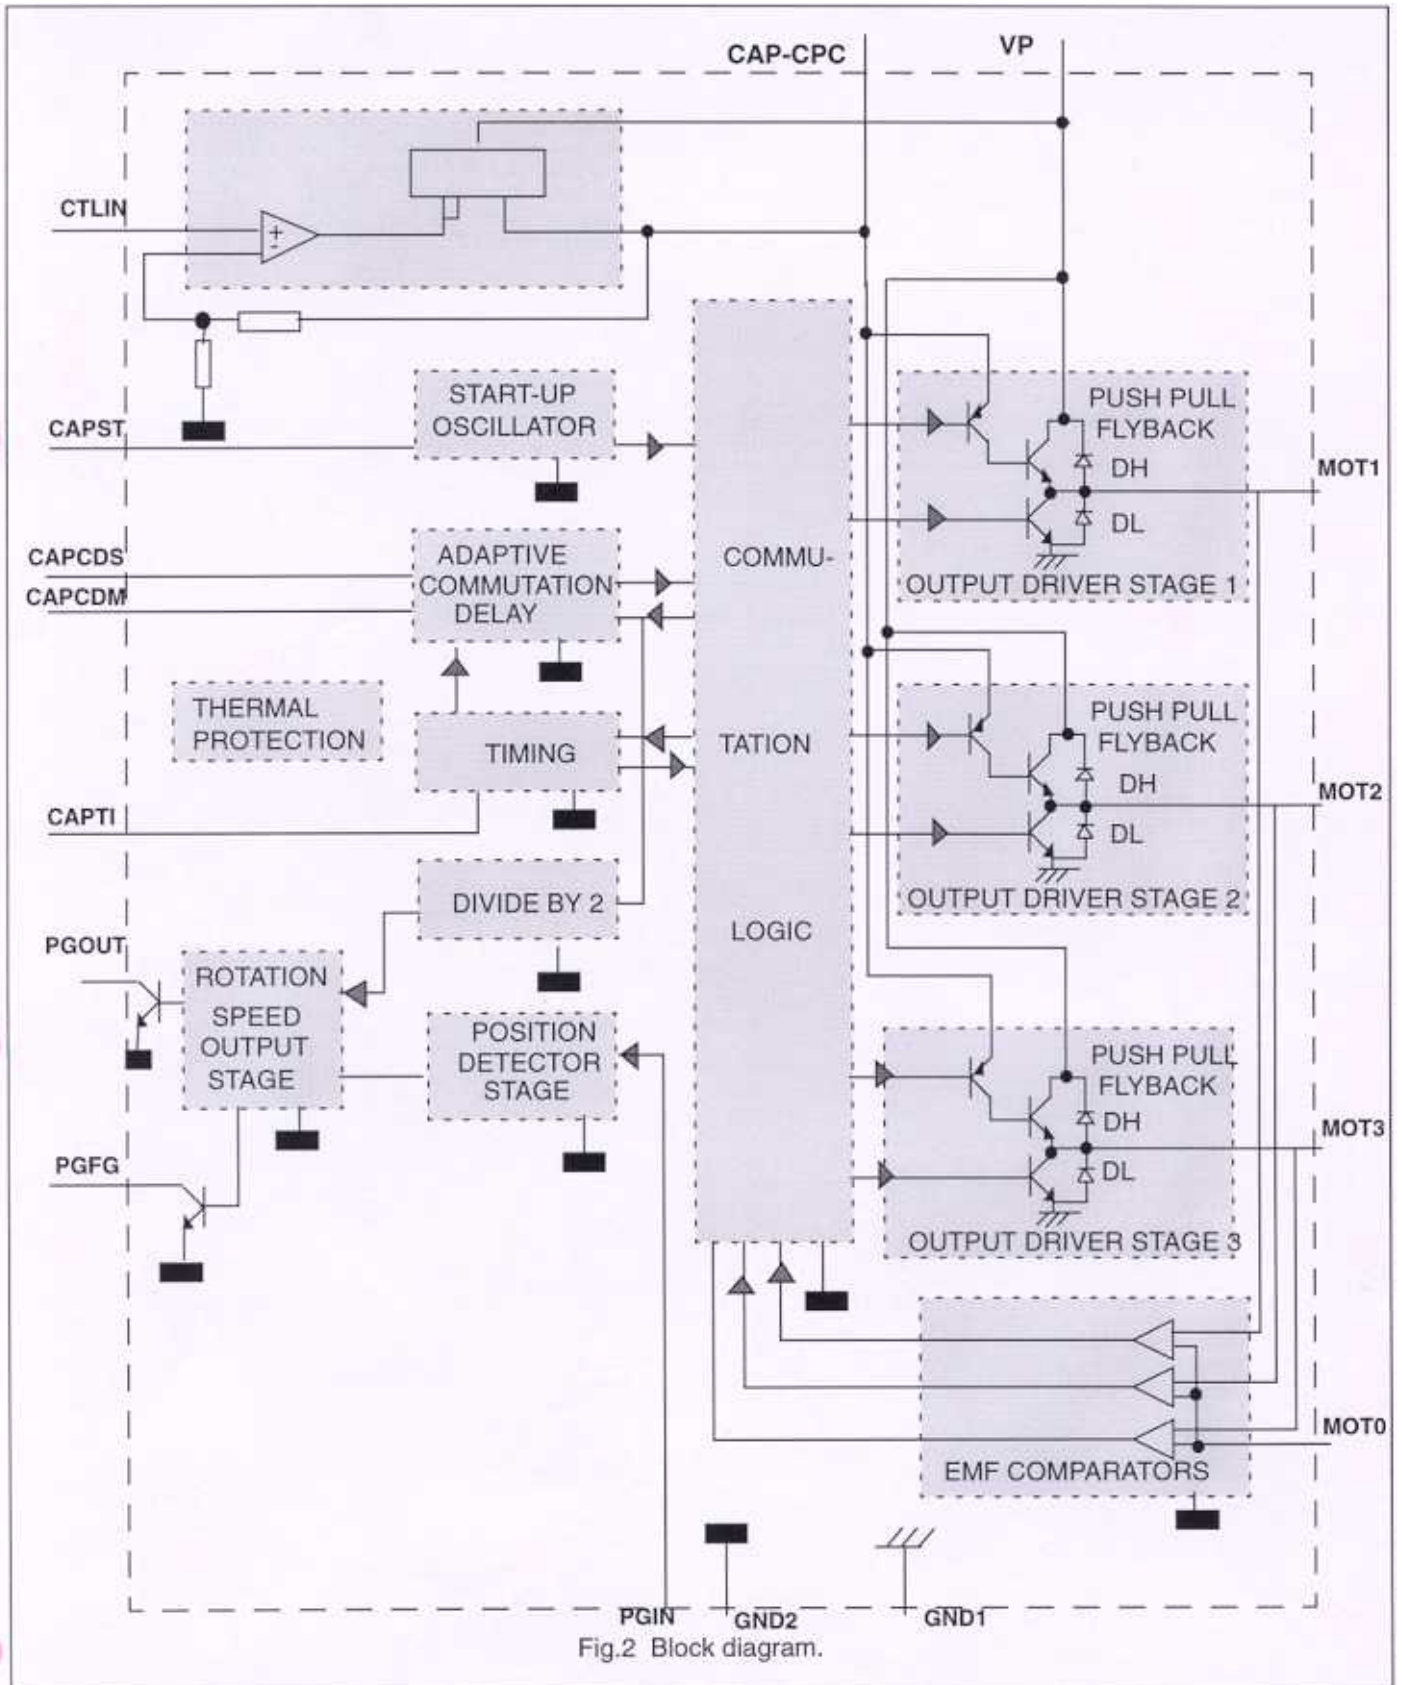 CAP-CPC
VP
CTLIN
+
-
START-UP
OSCILLATOR
CAPST
PUSH PULL
FLYBACK
DH
DL
MOT1
OUTPUT DRIVER STAGE 1
CAPCDS
CAPCDM
ADAPTIVE
COMMUTATION
DELAY
COMMU-
TATION
LOGIC
THERMAL
PROTECTION
TIMING
PUSH PULL
FLYBACK
DH
DL
MOT2
OUTPUT DRIVER STAGE 2
CAPTI
DIVIDE BY 2
PGOUT
ROTATION
SPEED
OUTPUT
STAGE
POSITION
DETECTOR
STAGE
PUSH PULL
FLYBACK
DH
DL
MOT3
OUTPUT DRIVER STAGE 3
PGFG
MOT0
EMF COMPARATORS
PGIN
GND2
GND1
Fig.2 Block diagram.